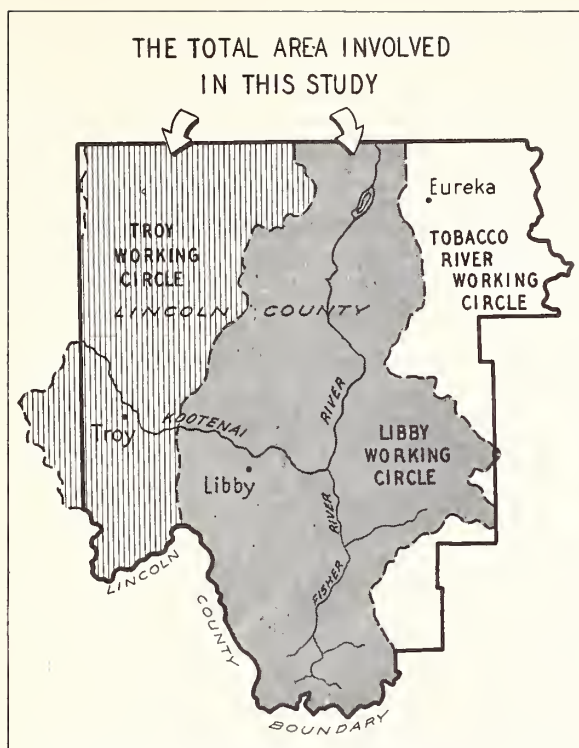 THE TOTAL AREA INVOLVED
IN THIS STUDY
Eureka
TROY
WORKING
CIRCLE
TOBACCO
RIVER
WORKING
CIRCLE
LINCOLN COUNTY
Troy
KOOTENAI RIVER
Libby
LIBBY
WORKING
CIRCLE
FISHER RIVER
LINCOLN
COUNTY
BOUNDARY